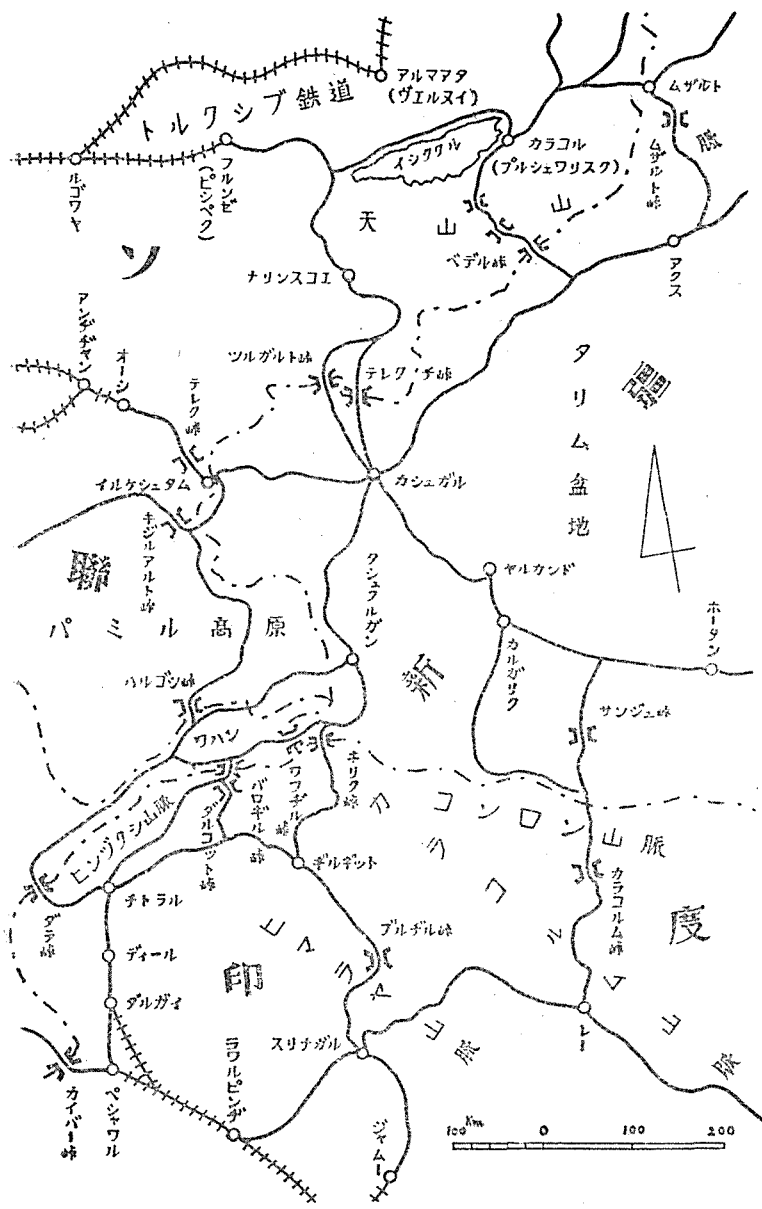 アルマアタ
(ヴエルヌイ)
トルクシブ鉄道
ムザルト
ムザルト峠
山脈
イシククル
カラコル
(プルシェワリスク)
フルンゼ
(ピシペク)
ルゴワヤ
天山
ベデル峠
アクス
ナリンスコエ
ソ聯
アンヂヂャン
オーシ
テレク峠
ツルガルト峠
テレクチ峠
タリム盆地
新疆
イルケシュタム
カシュガル
キジルアルト峠
タシュクルガン
ヤルカンド
パミル高原
カルガリク
ホータン
ハルゴシ峠
サンジュ峠
ワハン
ワフヂル峠
キリク峠
バロギル峠
ダルコット峠
ヒンヅクシ山脈
コンロン山脈
カラコルム山脈
カラコルム峠
ギルギット
チトラル
ブルヂル峠
ヒマラヤ山脈
印度
ディール
ダルガイ
スリナガル
レー
ラワルピンヂ
ペシャワル
カイバー峠
ジャムー
100 Km 0 100 200